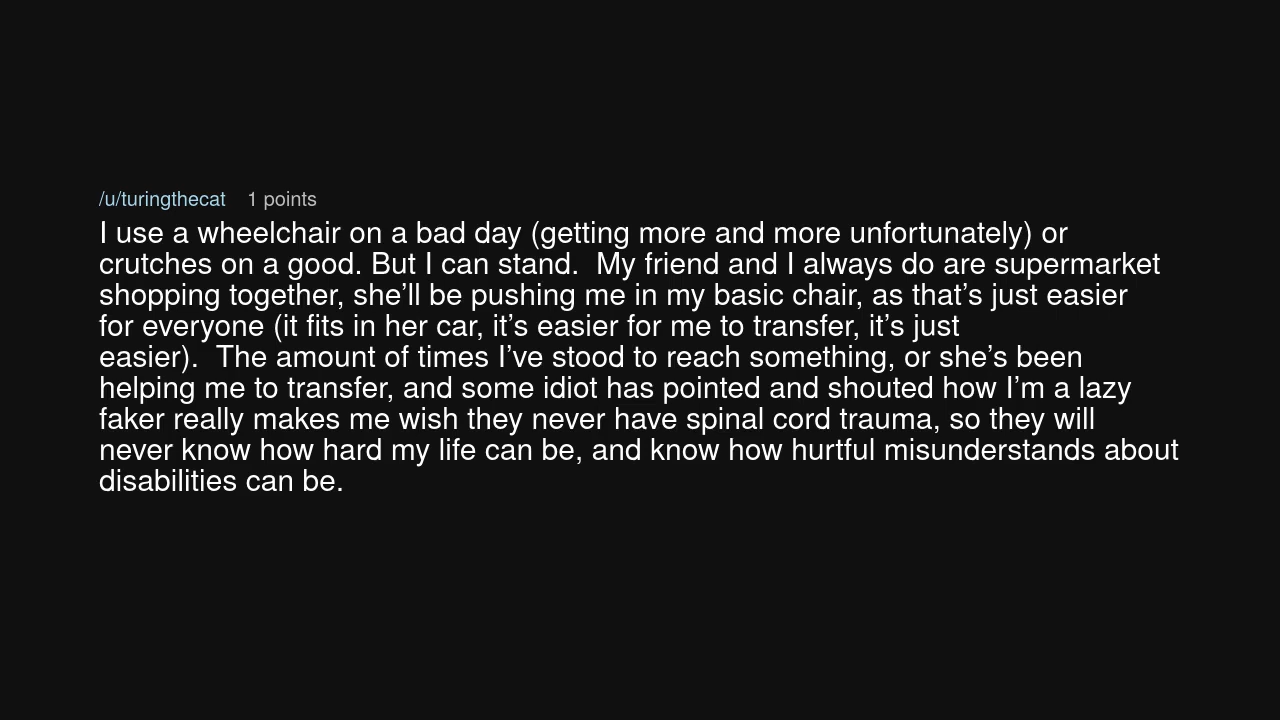 /u/turingthecat 1 points
I use a wheelchair on a bad day (getting more and more unfortunately) or
crutches on a good. But I can stand.  My friend and I always do are supermarket
shopping together, she’ll be pushing me in my basic chair, as that’s just easier
for everyone (it fits in her car, it’s easier for me to transfer, it’s just
easier).  The amount of times I’ve stood to reach something, or she’s been
helping me to transfer, and some idiot has pointed and shouted how I’m a lazy
faker really makes me wish they never have spinal cord trauma, so they will
never know how hard my life can be, and know how hurtful misunderstands about
disabilities can be.